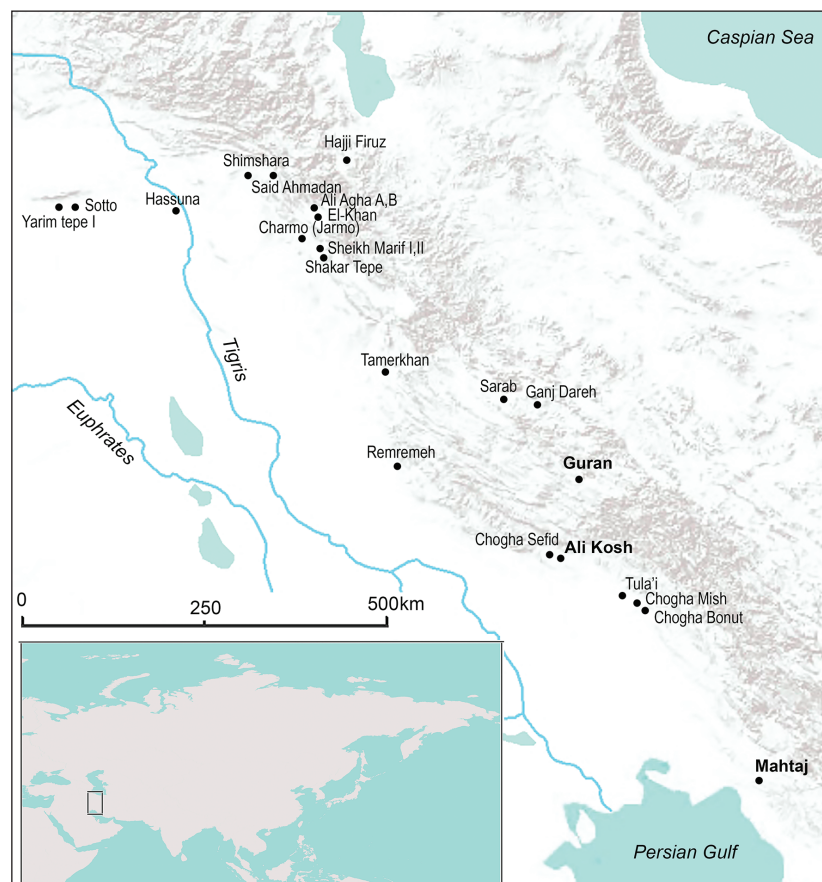 Caspian Sea
Hajji Firuz
Shimshara
Said Ahmadan
Ali Agha A,B
Hassuna
Sotto
El-Khan
Yarim tepe I
Charmo (Jarmo)
Sheikh Marif I,II
Shakar Tepe
Tigris
Tamerkhan
Sarab
Ganj Dareh
Euphrates
Remremeh
Guran
Chogha Sefid
Ali Kosh
Tula'i
Chogha Mish
Chogha Bonut
0
250
500km
Mahtaj
Persian Gulf